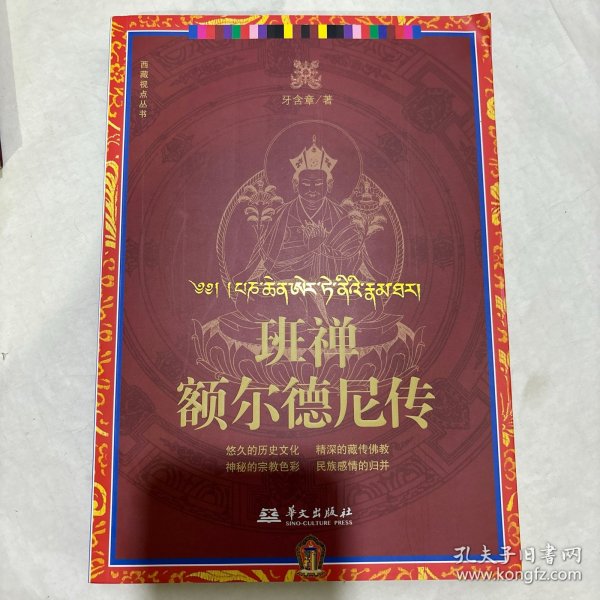 西藏视点丛书
牙含章/著
༄༅། །པཎ་ཆེན་ཨེར་ཏེ་ནིའི་རྣམ་ཐར།
班禅
额尔德尼传
悠久的历史文化 精深的藏传佛教
神秘的宗教色彩 民族感情的归并
华文出版社
SINO-CULTURE PRESS
孔夫子旧书网
www.kongfz.com